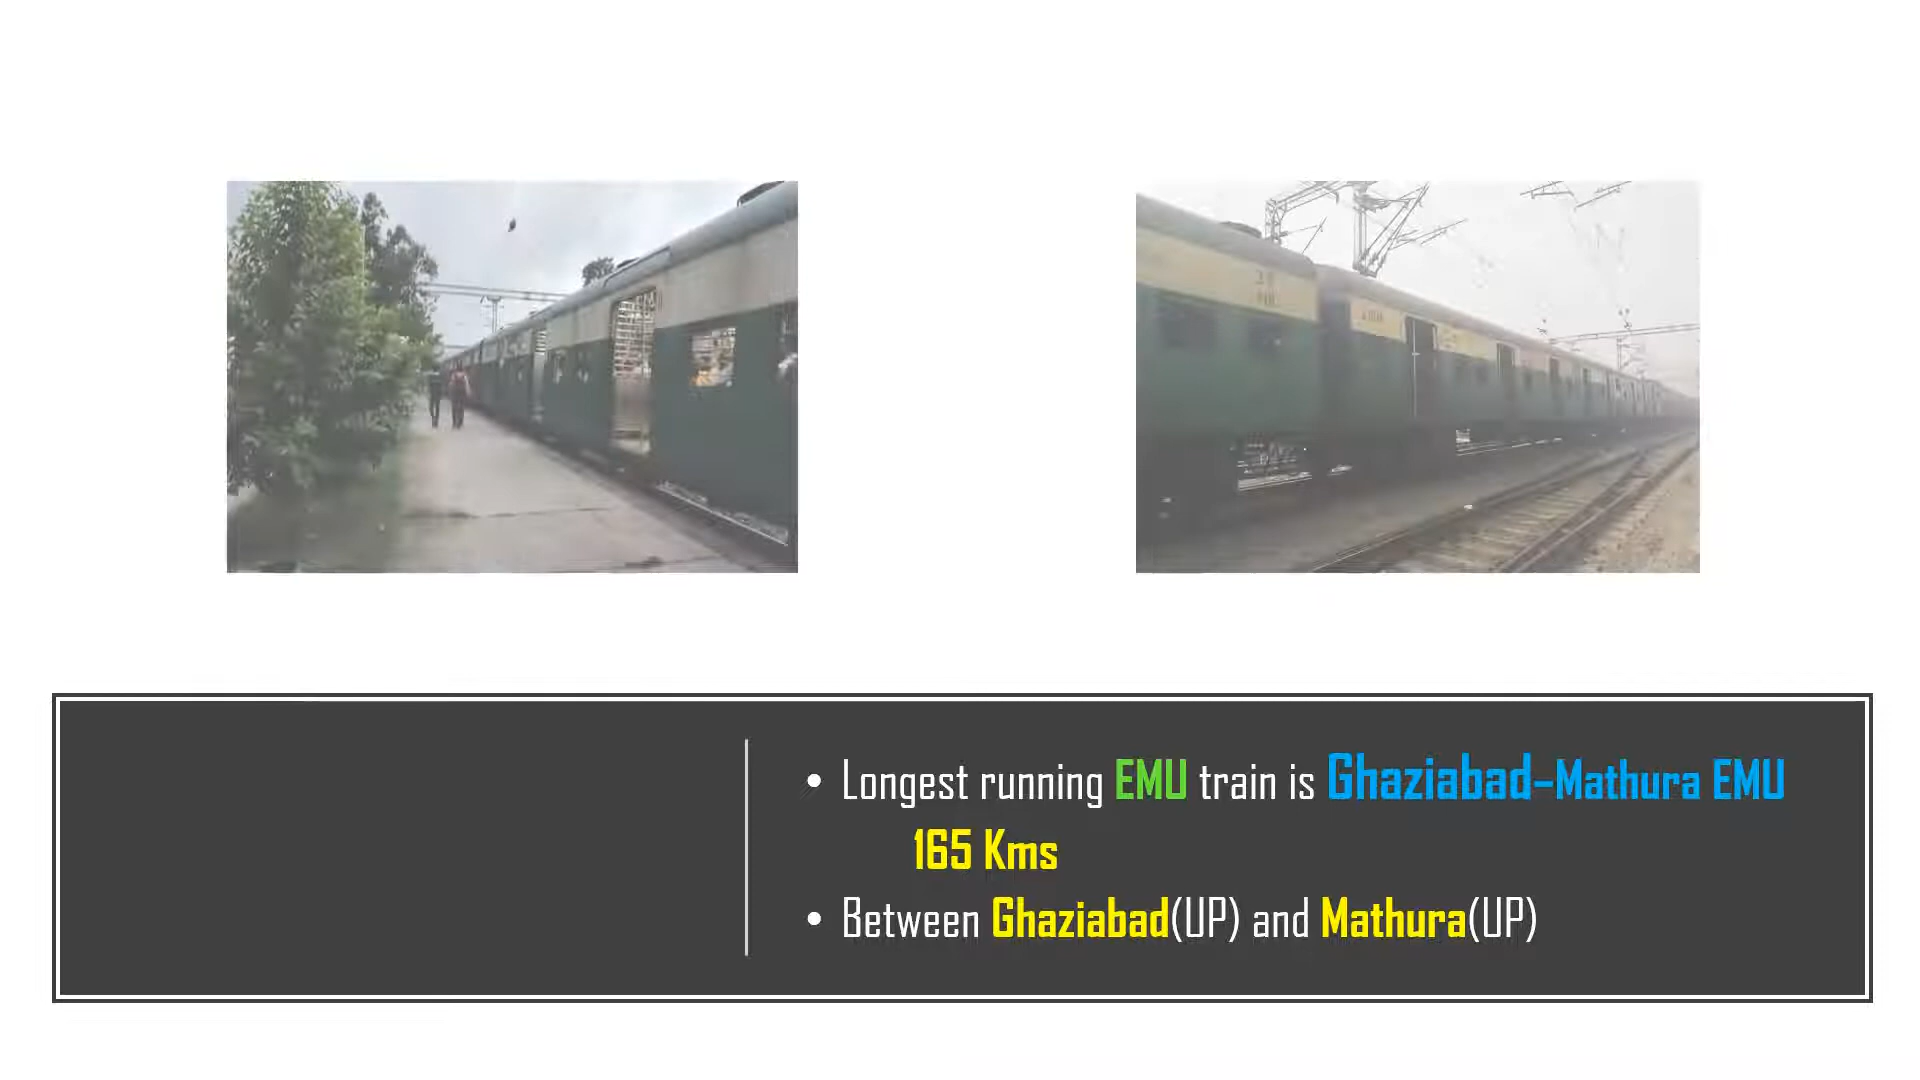 • Longest running EMU train is Ghaziabad–Mathura EMU
165 Kms
• Between Ghaziabad(UP) and Mathura(UP)